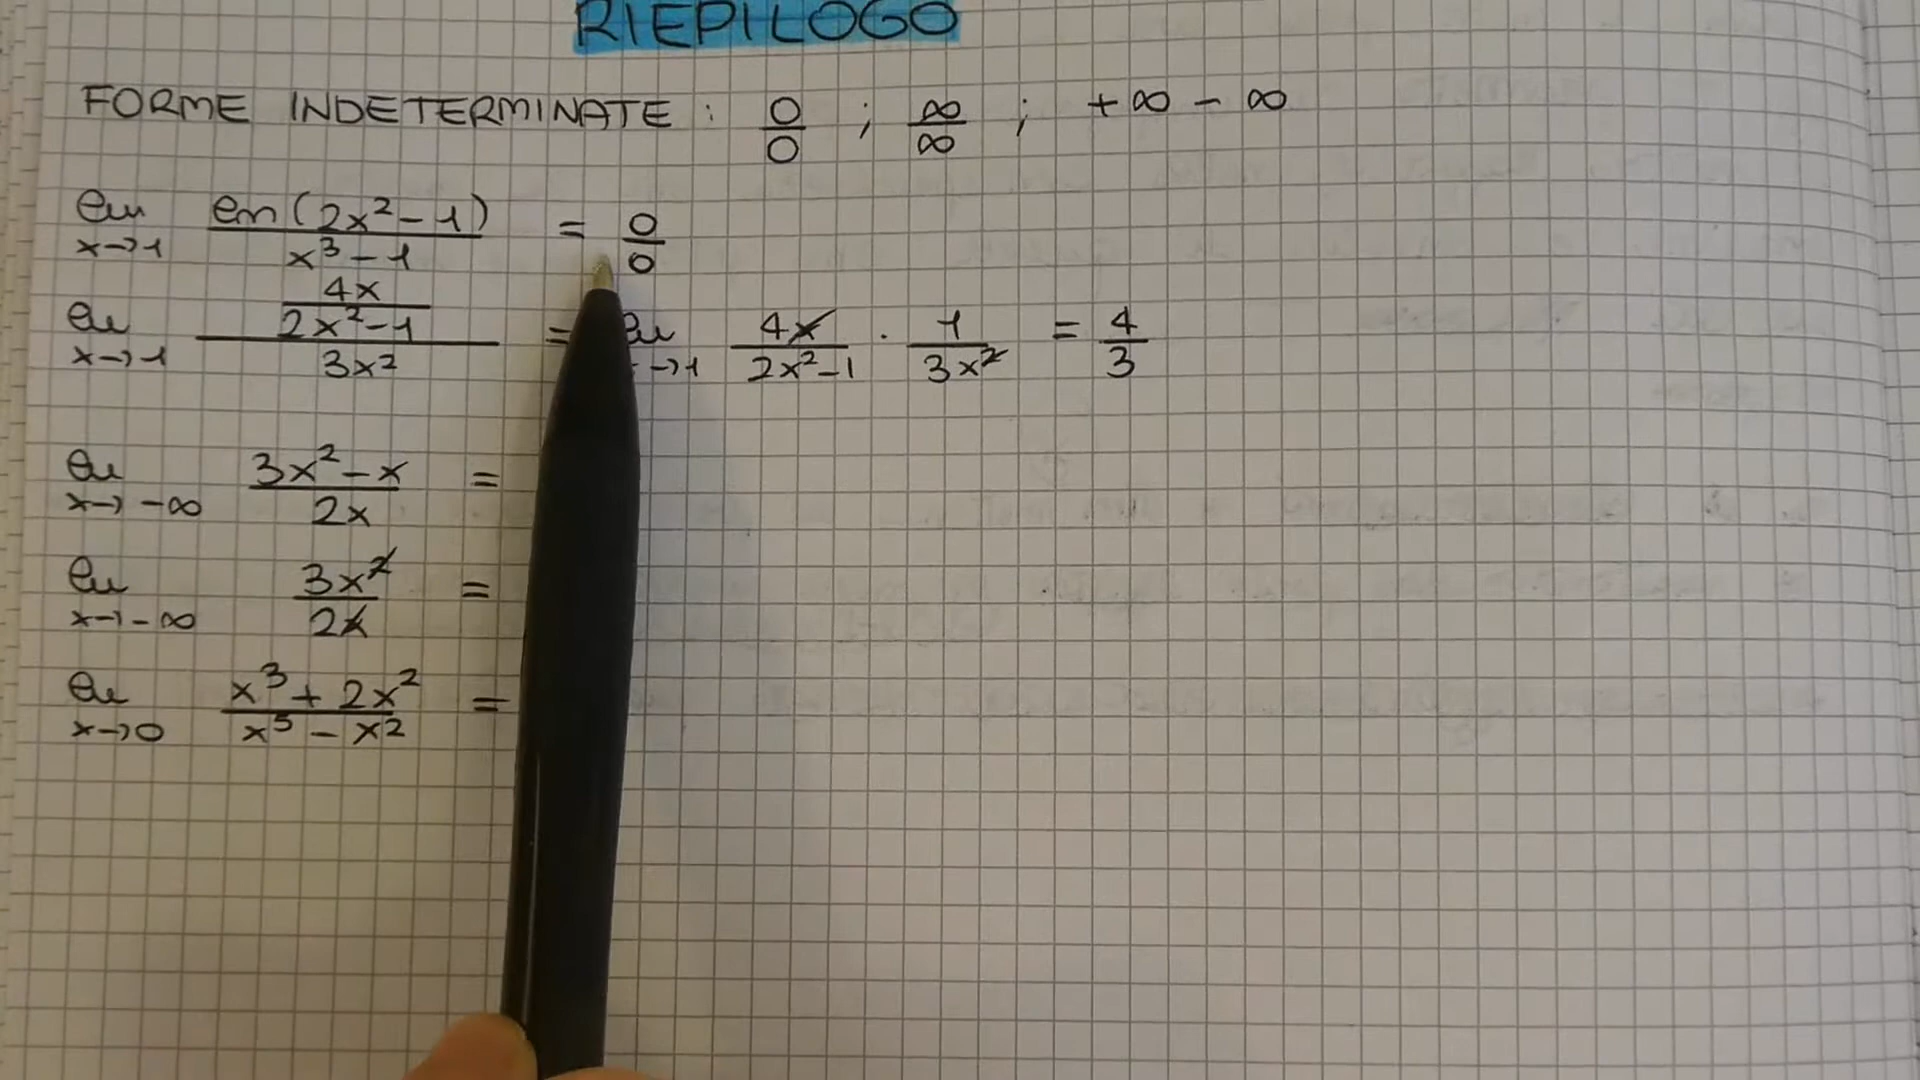 RIEPILOGO
FORME INDETERMINATE : 0/0 ; ∞/∞ ; +∞ - ∞
lim x→1 ln(2x²-1)/(x³-1) = 0/0
lim x→1 (4x/(2x²-1))/(3x²) = 4x/(2x²-1) · 1/(3x²) = 4/3
lim x→-∞ (3x²-x)/(2x) =
lim x→-∞ 3x²/2x =
lim x→0 (x³+2x²)/(x⁵-x²) =